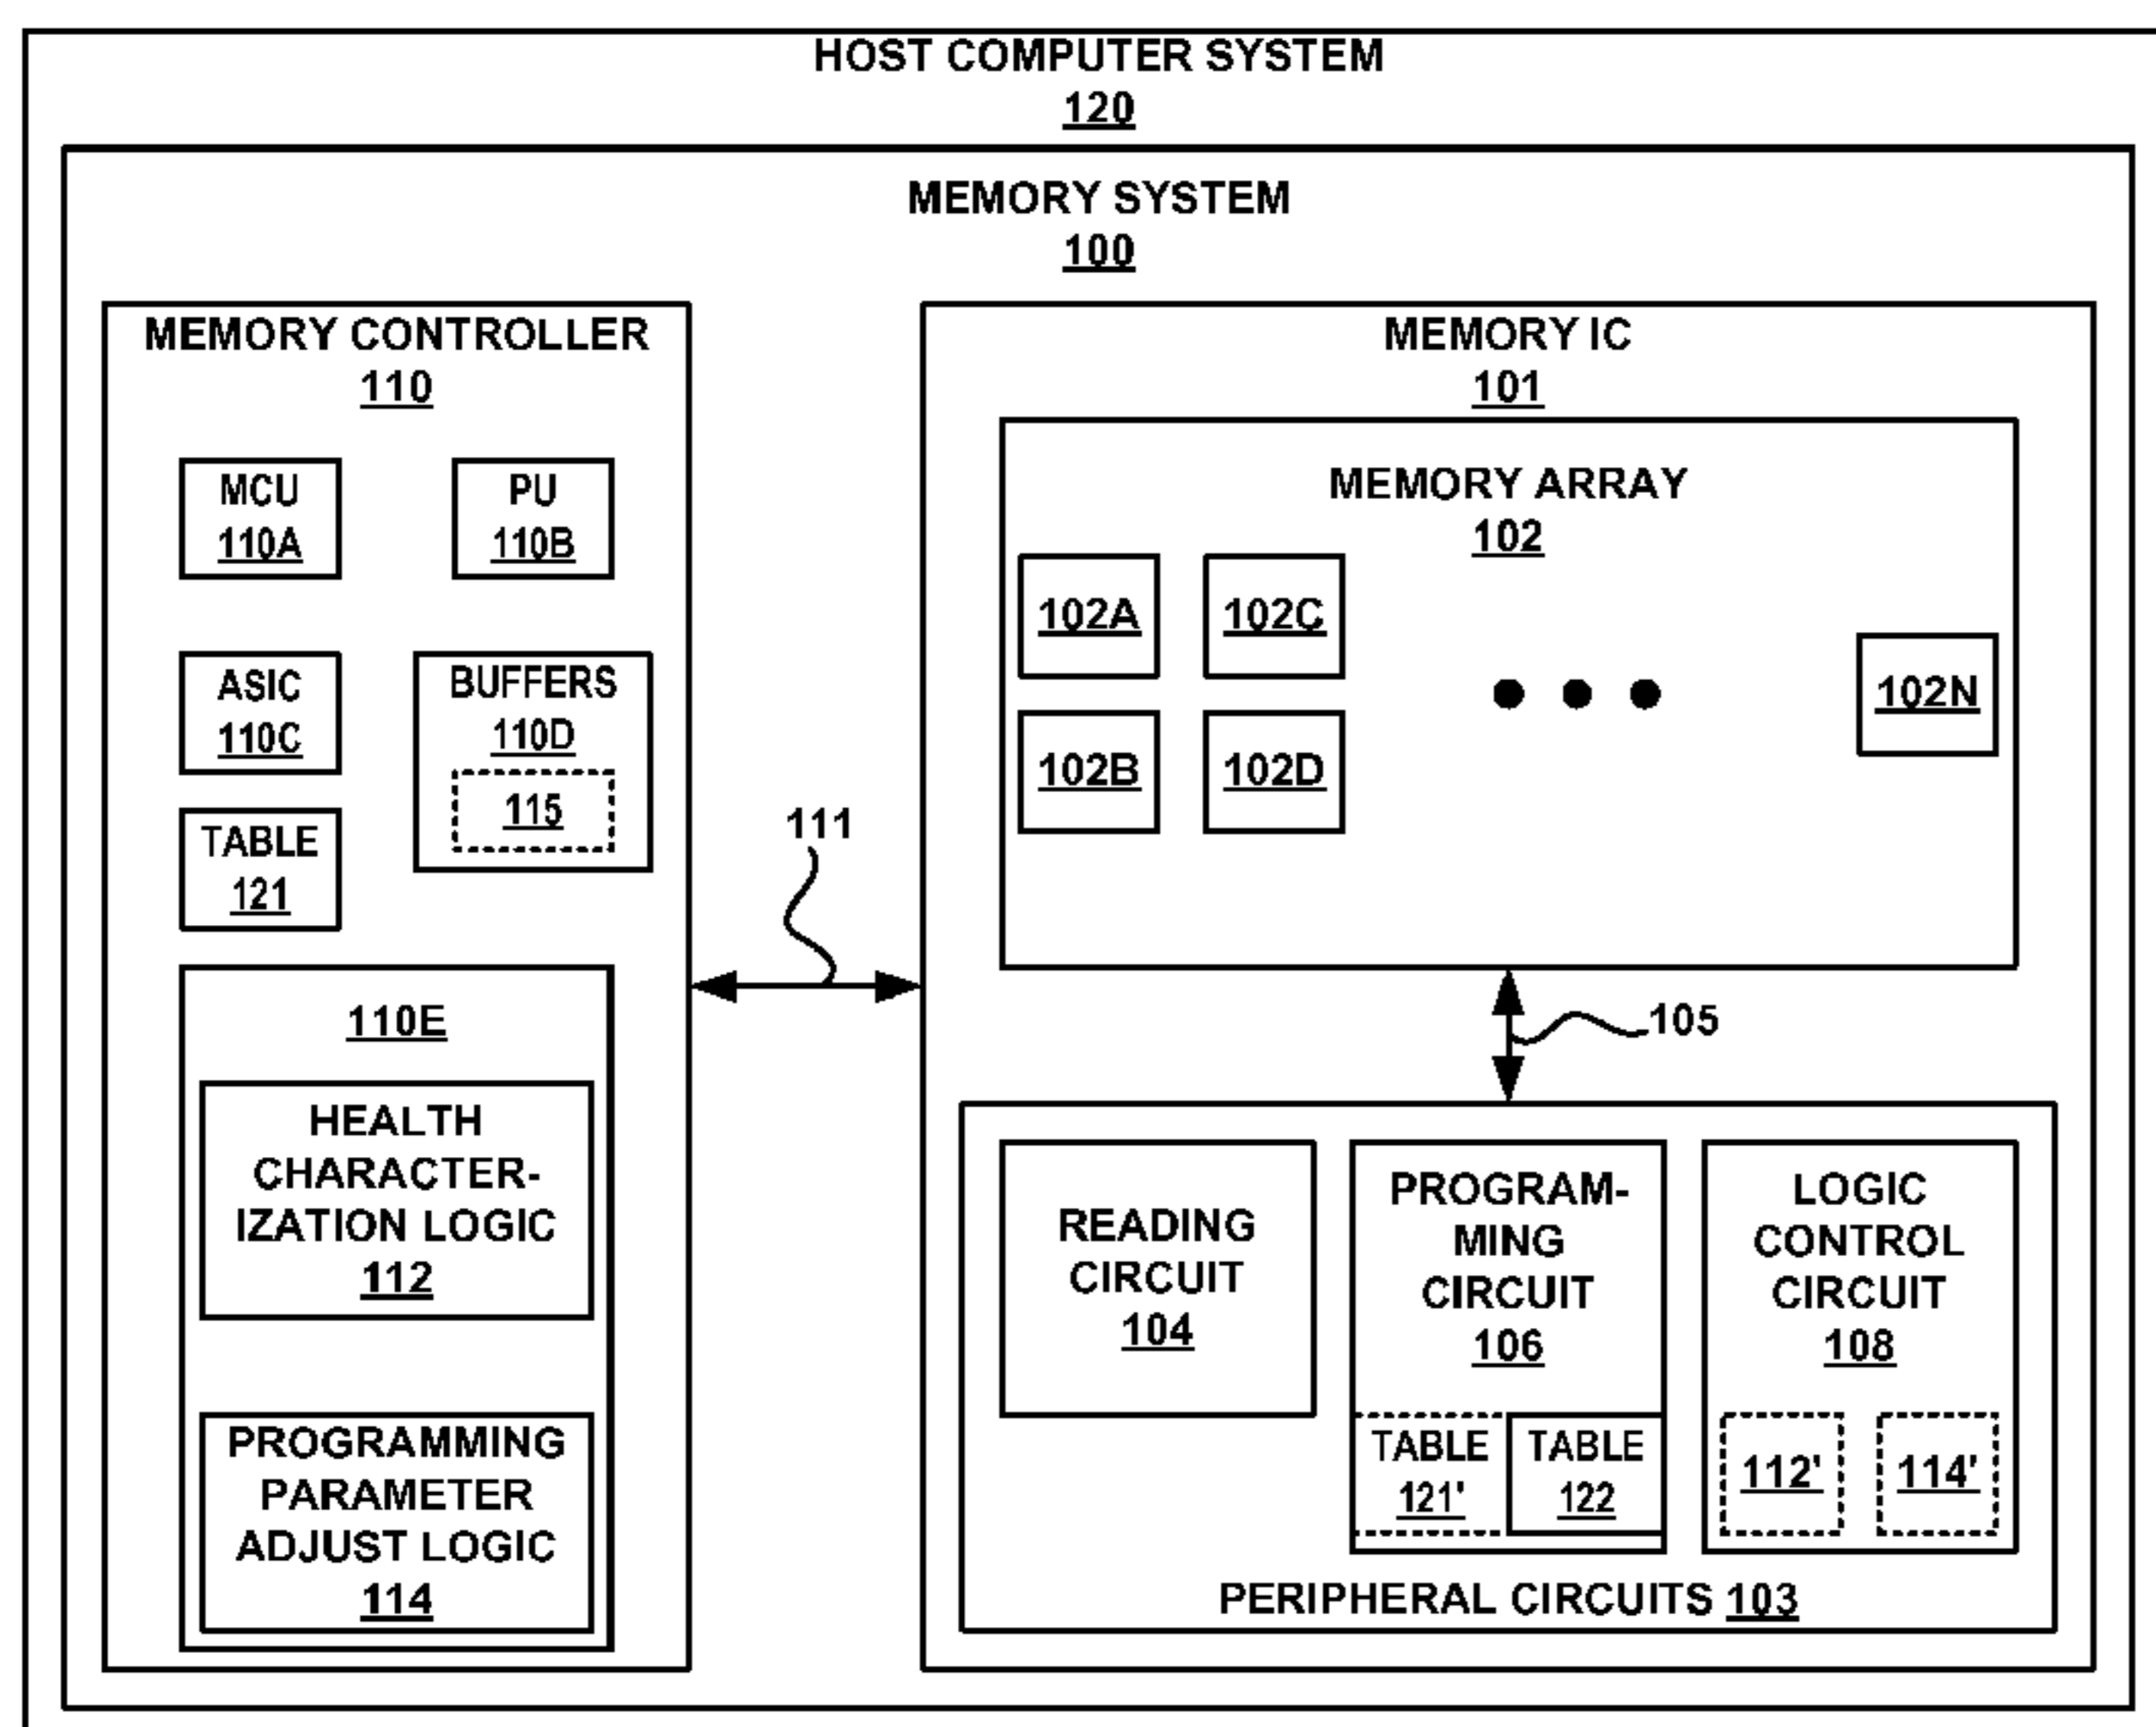 HOST COMPUTER SYSTEM
120
MEMORY SYSTEM
100
MEMORY CONTROLLER
110
MCU
110A
PU
110B
ASIC
110C
BUFFERS
110D
115
TABLE
121
110E
HEALTH
CHARACTER-
IZATION LOGIC
112
PROGRAMMING
PARAMETER
ADJUST LOGIC
114
111
MEMORY IC
101
MEMORY ARRAY
102
102A
102C
102B
102D
102N
105
READING
CIRCUIT
104
PROGRAM-
MING
CIRCUIT
106
TABLE
121'
TABLE
122
LOGIC
CONTROL
CIRCUIT
108
112'
114'
PERIPHERAL CIRCUITS 103